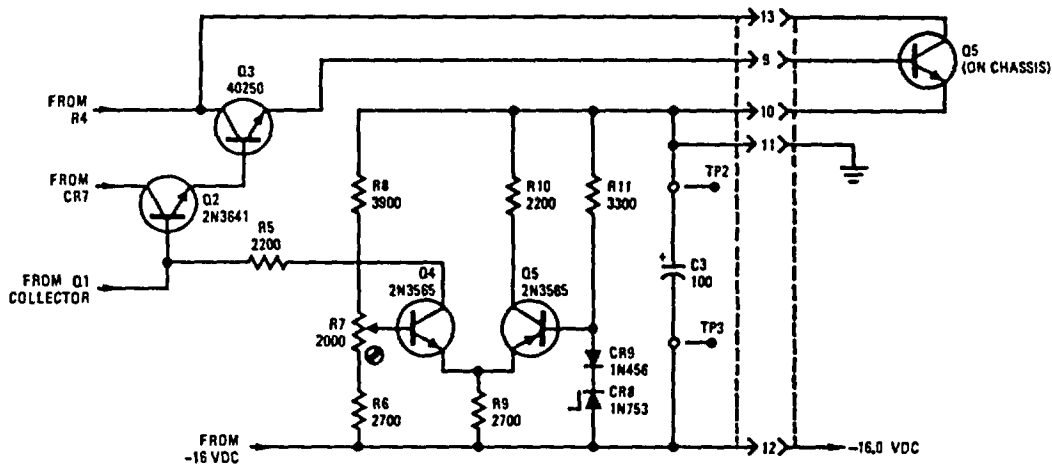 13
Q5
(ON CHASSIS)
9
Q3
40250
FROM
R4
10
11
TP2
FROM
CR7
Q2
2N3641
R8
3900
R10
2200
R11
3300
R5
2200
C3
+
100
FROM Q1
COLLECTOR
Q4
2N3565
Q5
2N3565
R7
2000
TP3
CR9
1N456
CR8
1N753
R6
2700
R9
2700
FROM
-16 VDC
12
-16.0 VDC